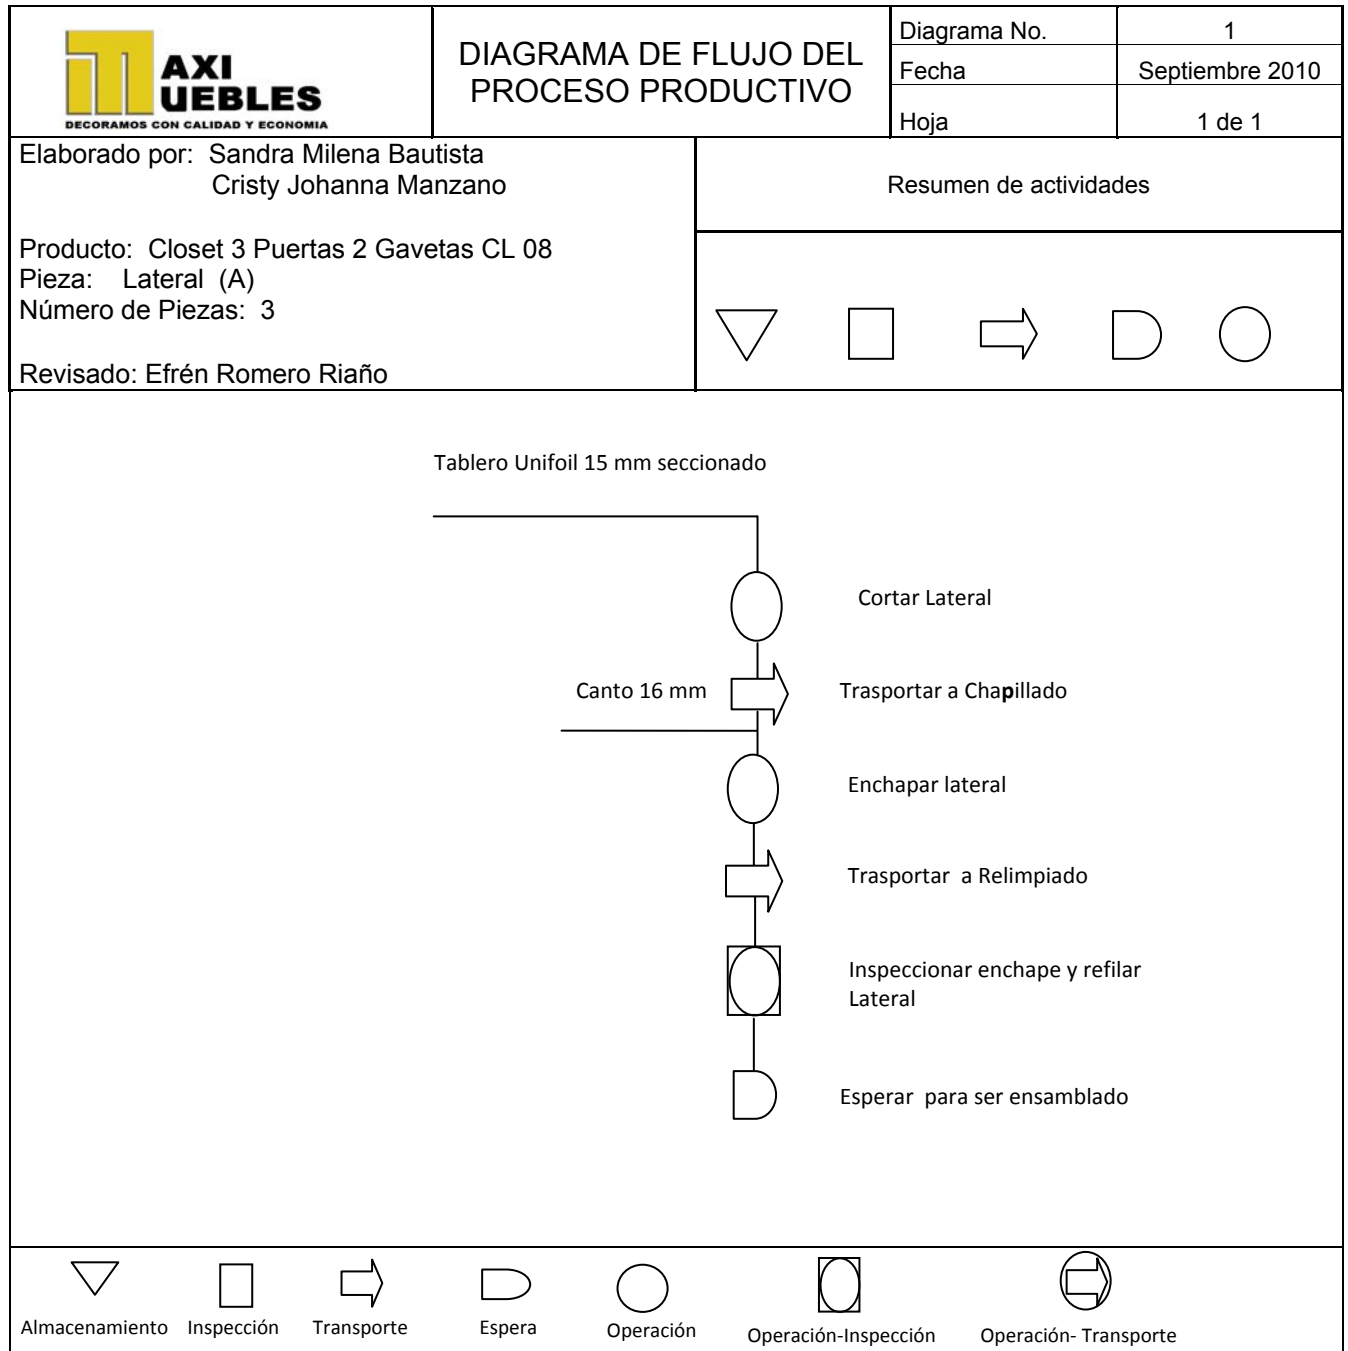 AXI
UEBLES
DECORAMOS CON CALIDAD Y ECONOMIA
DIAGRAMA DE FLUJO DEL
PROCESO PRODUCTIVO
Diagrama No. 1
Fecha Septiembre 2010
Hoja 1 de 1
Elaborado por: Sandra Milena Bautista
Cristy Johanna Manzano
Producto: Closet 3 Puertas 2 Gavetas CL 08
Pieza: Lateral (A)
Número de Piezas: 3
Revisado: Efrén Romero Riaño
Resumen de actividades
Tablero Unifoil 15 mm seccionado
Cortar Lateral
Canto 16 mm
Trasportar a Chapillado
Enchapar lateral
Trasportar a Relimpiado
Inspeccionar enchape y refilar
Lateral
Esperar para ser ensamblado
Almacenamiento Inspección Transporte Espera Operación Operación-Inspección Operación- Transporte